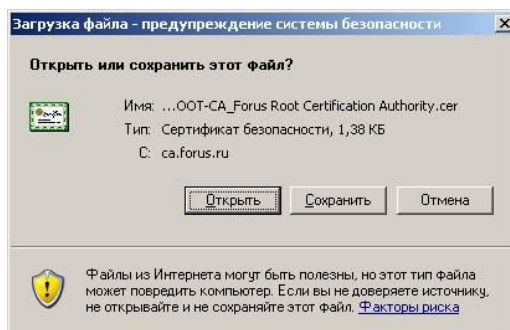 Загрузка файла - предупреждение системы безопасности
Открыть или сохранить этот файл?
Имя: ...OOT-CA_Forus Root Certification Authority.cer
Тип: Сертификат безопасности, 1,38 КБ
С: ca.forus.ru
Открыть Сохранить Отмена
Файлы из Интернета могут быть полезны, но этот тип файла
может повредить компьютер. Если вы не доверяете источнику,
не открывайте и не сохраняйте этот файл. Факторы риска